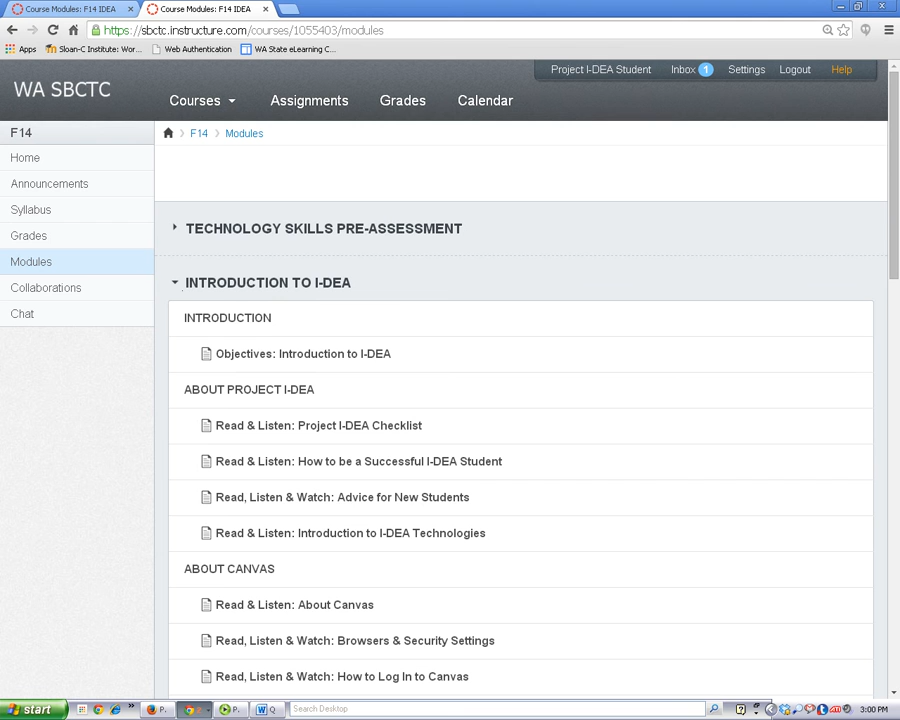 Course Modules: F14 IDEA
Course Modules: F14 IDEA
https://sbctc.instructure.com/courses/1055403/modules
Apps
Sloan-C Institute: Wor...
Web Authentication
WA State eLearning C...
Project I-DEA Student
Inbox 1
Settings
Logout
Help
WA SBCTC
Courses
Assignments
Grades
Calendar
F14
F14
Modules
Home
Announcements
Syllabus
Grades
Modules
Collaborations
Chat
TECHNOLOGY SKILLS PRE-ASSESSMENT
INTRODUCTION TO I-DEA
INTRODUCTION
Objectives: Introduction to I-DEA
ABOUT PROJECT I-DEA
Read & Listen: Project I-DEA Checklist
Read & Listen: How to be a Successful I-DEA Student
Read, Listen & Watch: Advice for New Students
Read & Listen: Introduction to I-DEA Technologies
ABOUT CANVAS
Read & Listen: About Canvas
Read, Listen & Watch: Browsers & Security Settings
Read, Listen & Watch: How to Log In to Canvas
start
P.
P.
Q
Search Desktop
3:00 PM